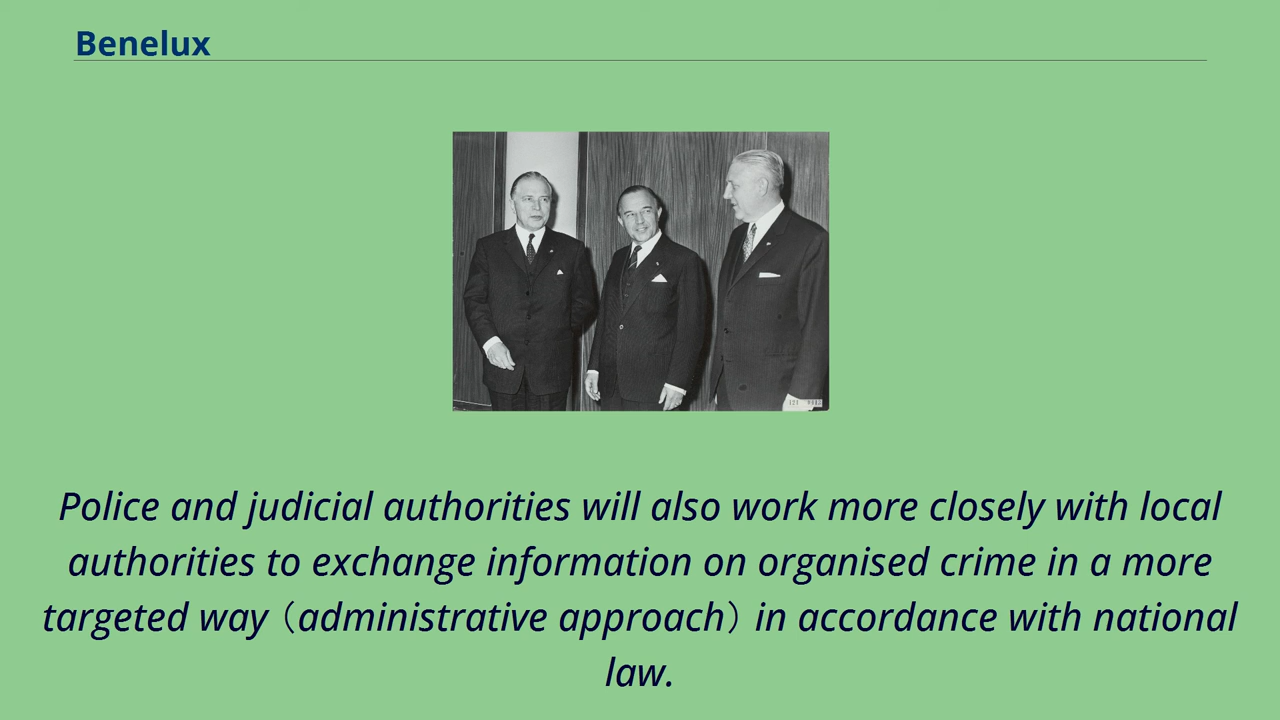 Benelux
Police and judicial authorities will also work more closely with local
authorities to exchange information on organised crime in a more
targeted way（administrative approach）in accordance with national
law.